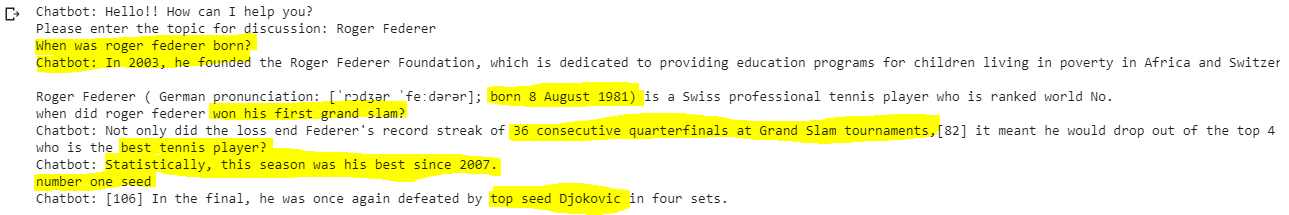 Chatbot: Hello!! How can I help you?
Please enter the topic for discussion: Roger Federer
When was roger federer born?
Chatbot: In 2003, he founded the Roger Federer Foundation, which is dedicated to providing education programs for children living in poverty in Africa and Switzer
Roger Federer ( German pronunciation: [ˈrɔdʒər ˈfeːdərər]; born 8 August 1981) is a Swiss professional tennis player who is ranked world No.
when did roger federer won his first grand slam?
Chatbot: Not only did the loss end Federer's record streak of 36 consecutive quarterfinals at Grand Slam tournaments,[82] it meant he would drop out of the top 4
who is the best tennis player?
Chatbot: Statistically, this season was his best since 2007.
number one seed
Chatbot: [106] In the final, he was once again defeated by top seed Djokovic in four sets.